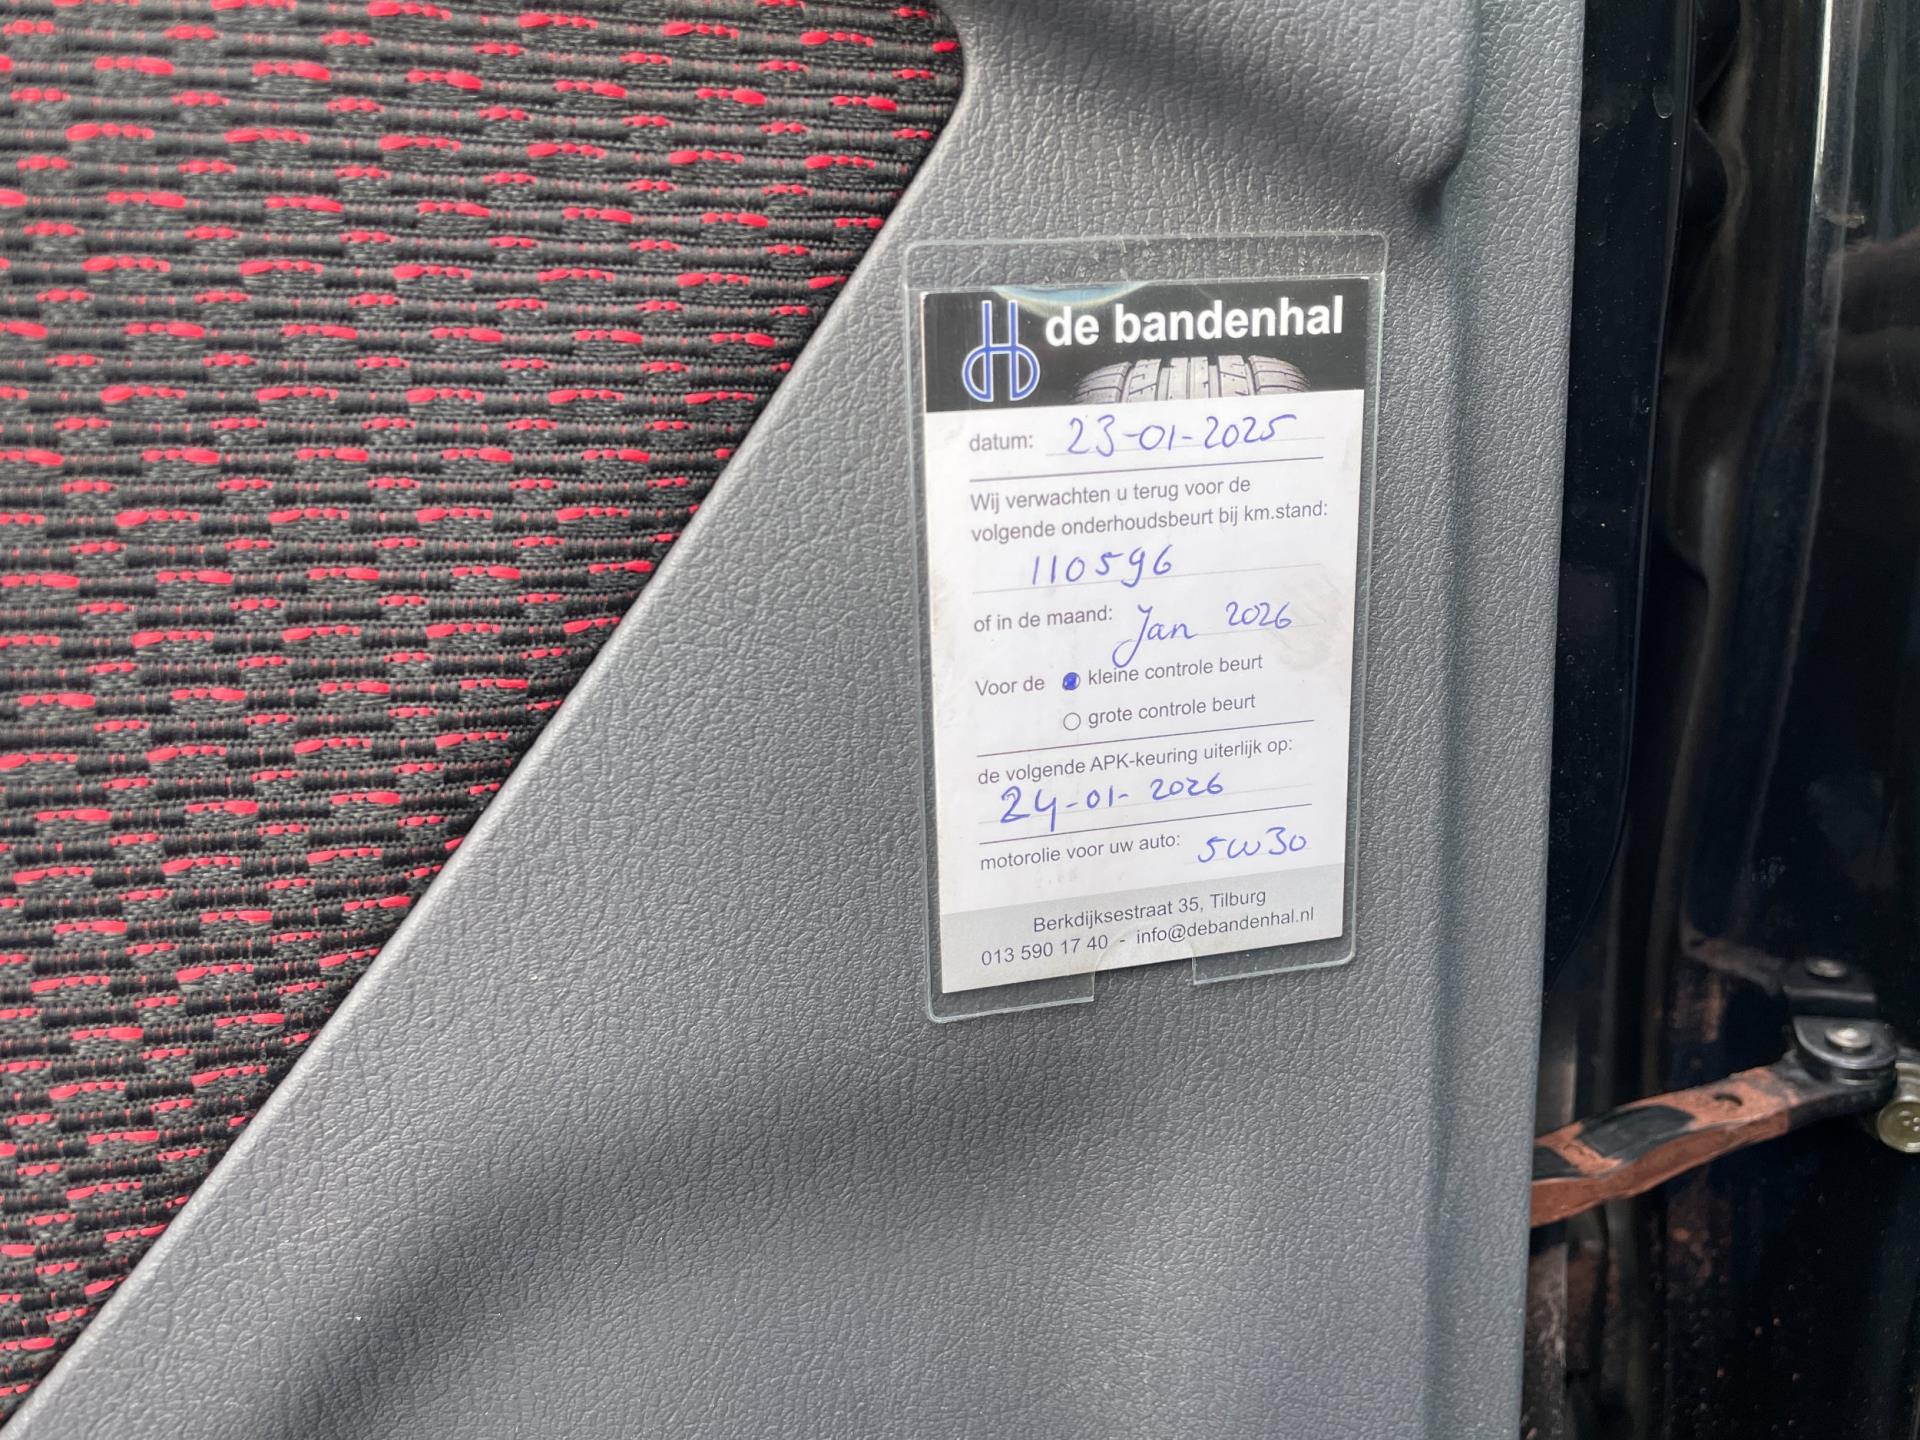 de bandenhal
datum: 23-01-2025
Wij verwachten u terug voor de
volgende onderhoudsbeurt bij km.stand:
110596
of in de maand: Jan 2026
Voor de kleine controle beurt
grote controle beurt
de volgende APK-keuring uiterlijk op:
24-01-2026
motorolie voor uw auto: 5W30
Berkdijksestraat 35, Tilburg
013 590 17 40 - info@debandenhal.nl